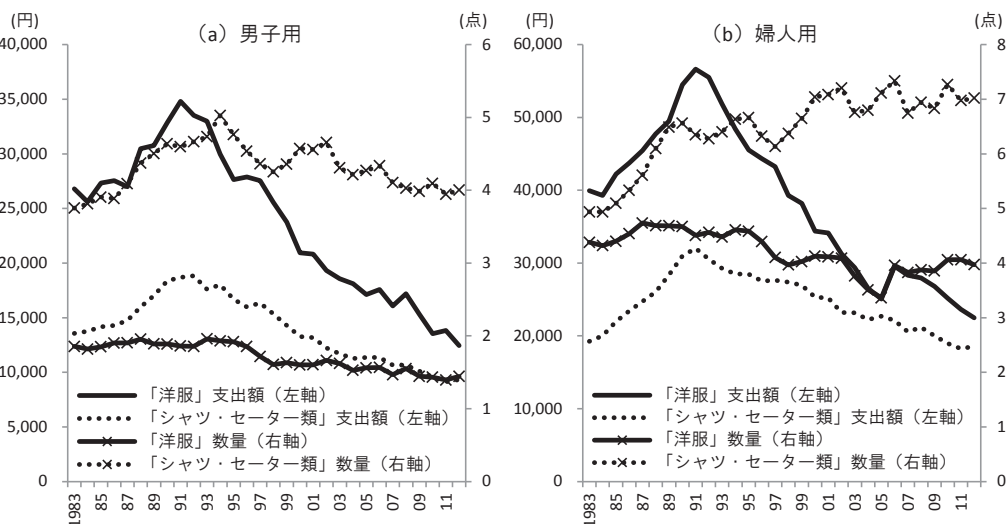 (円)
(a)男子用
(点)
40,000
35,000
30,000
25,000
20,000
15,000
10,000
5,000
0
6
5
4
3
2
1
0
「洋服」支出額（左軸）
「シャツ・セーター類」支出額（左軸）
「洋服」数量（右軸）
「シャツ・セーター類」数量（右軸）
1983 85 87 89 91 93 95 97 99 01 03 05 07 09 11
(円)
(b)婦人用
(点)
60,000
50,000
40,000
30,000
20,000
10,000
0
8
7
6
5
4
3
2
1
0
「洋服」支出額（左軸）
「シャツ・セーター類」支出額（左軸）
「洋服」数量（右軸）
「シャツ・セーター類」数量（右軸）
1983 85 87 89 91 93 95 97 99 01 03 05 07 09 11